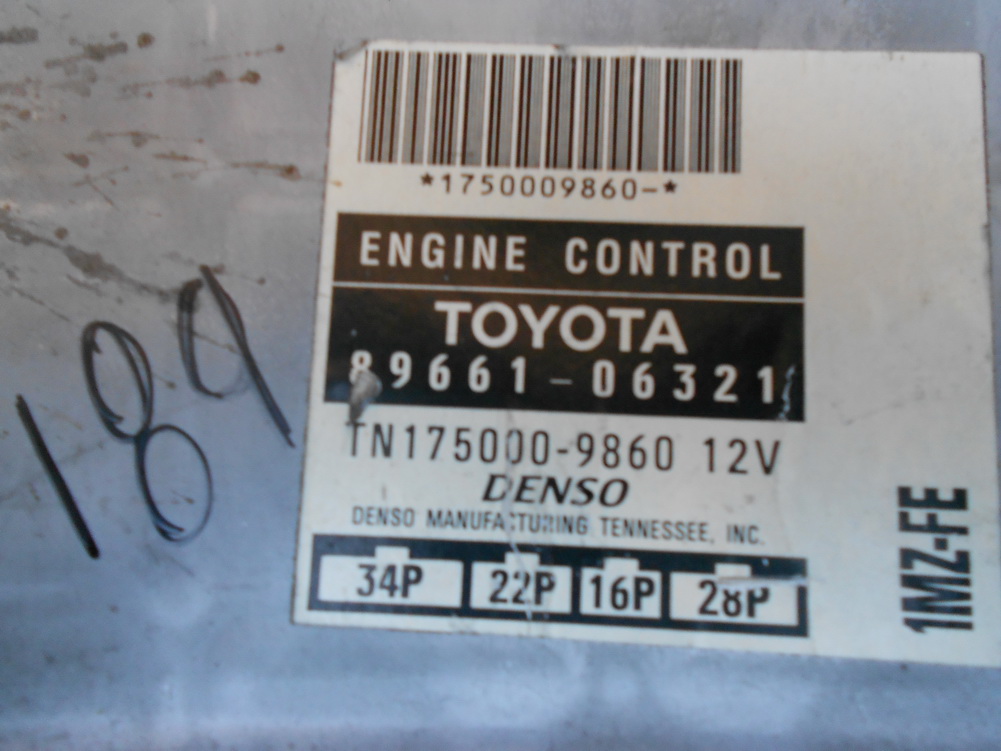 *1750009860-*
ENGINE CONTROL
TOYOTA
89661-06321
TN175000-9860 12V
DENSO
DENSO MANUFACTURING TENNESSEE, INC.
34P 22P 16P 28P
1MZ-FE
189